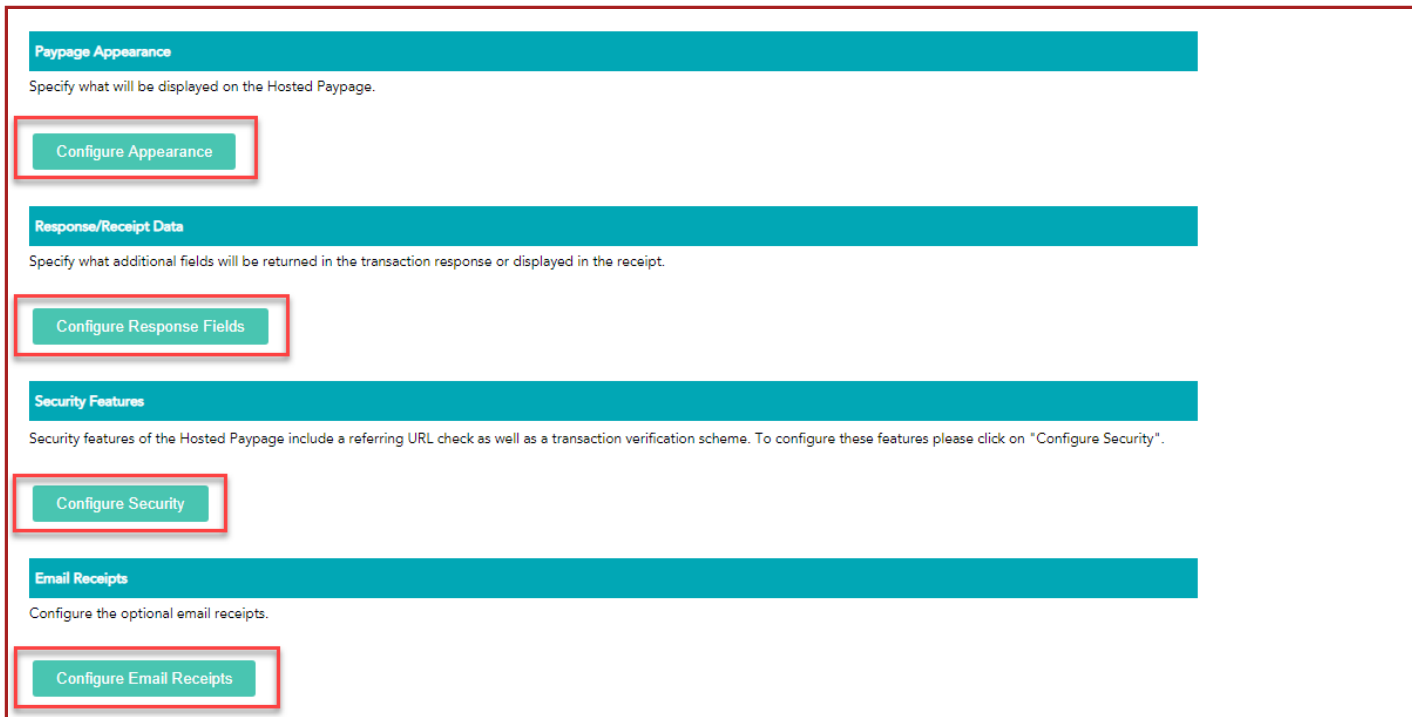 Paypage Appearance
Specify what will be displayed on the Hosted Paypage.
Configure Appearance
Response/Receipt Data
Specify what additional fields will be returned in the transaction response or displayed in the receipt.
Configure Response Fields
Security Features
Security features of the Hosted Paypage include a referring URL check as well as a transaction verification scheme. To configure these features please click on "Configure Security".
Configure Security
Email Receipts
Configure the optional email receipts.
Configure Email Receipts